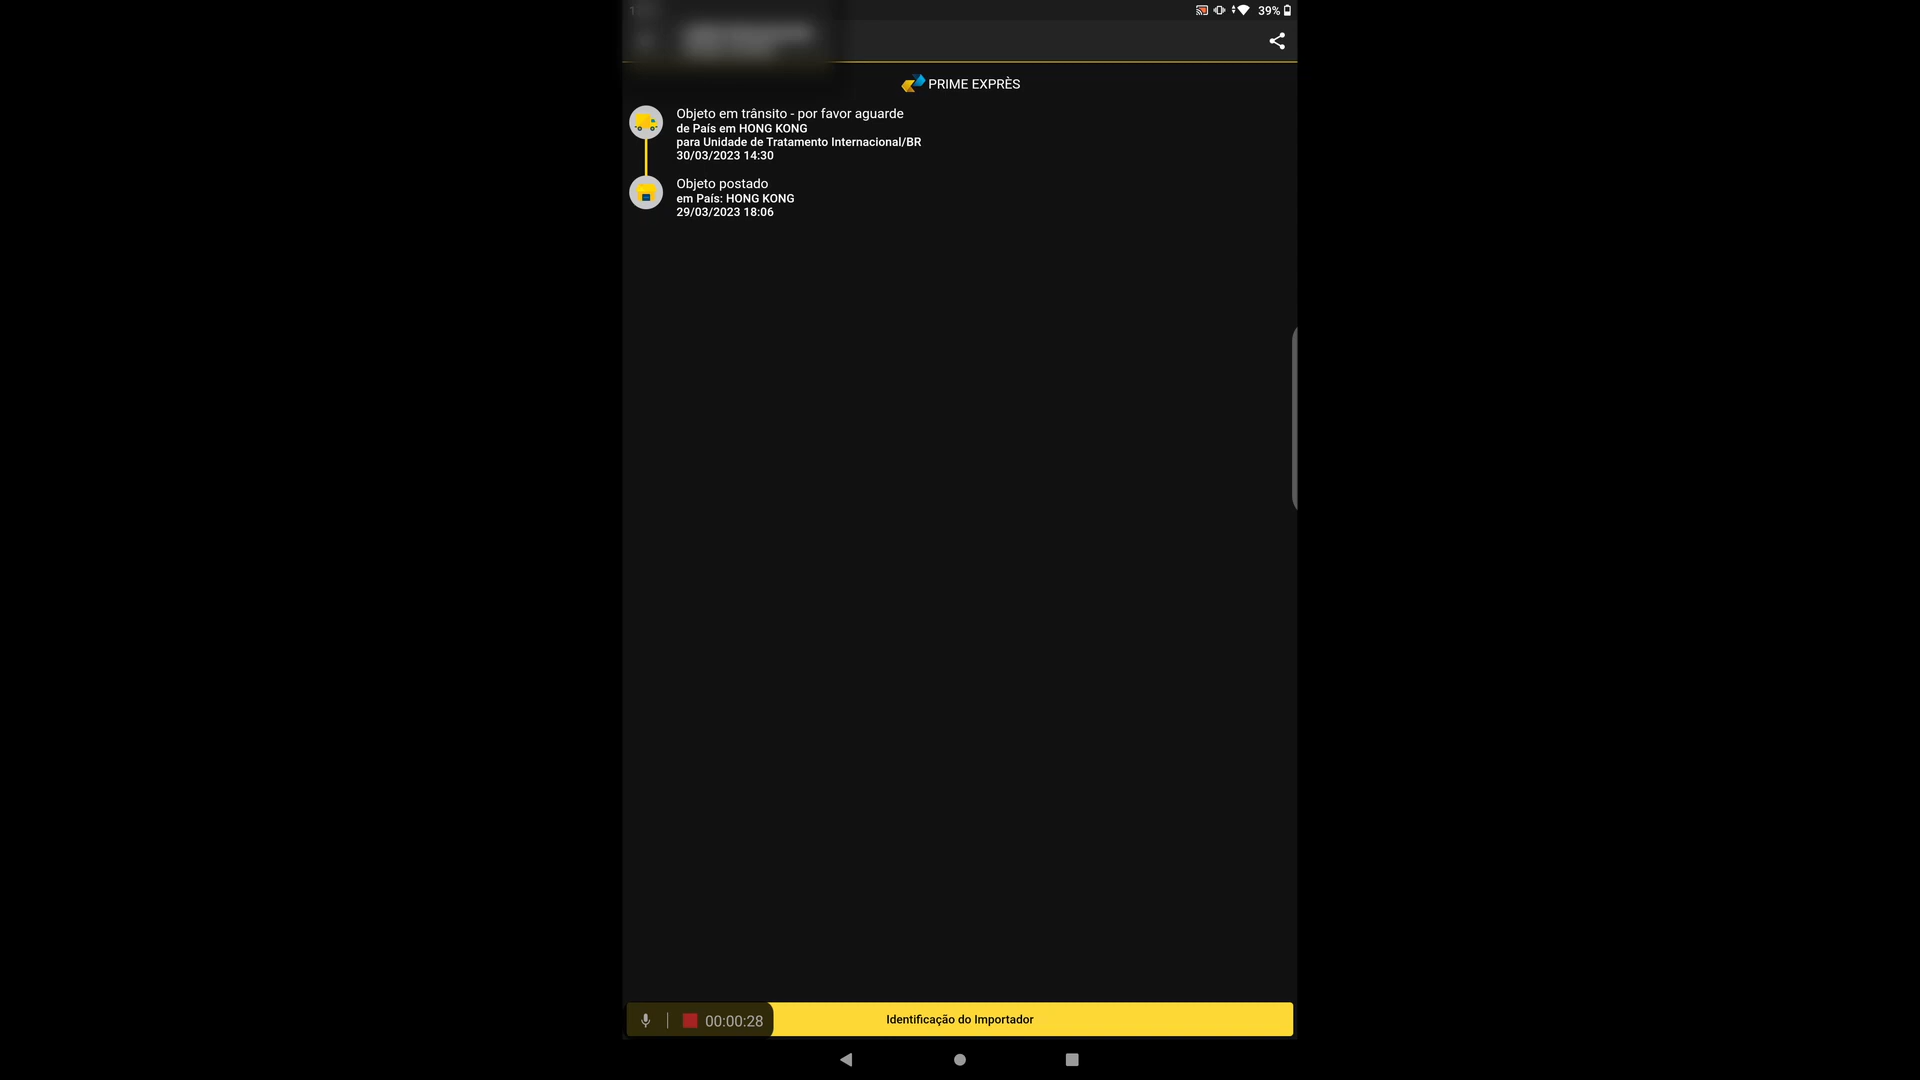 39%
PRIME EXPRÈS
Objeto em trânsito - por favor aguarde
de País em HONG KONG
para Unidade de Tratamento Internacional/BR
30/03/2023 14:30
Objeto postado
em País: HONG KONG
29/03/2023 18:06
00:00:28
Identificação do Importador